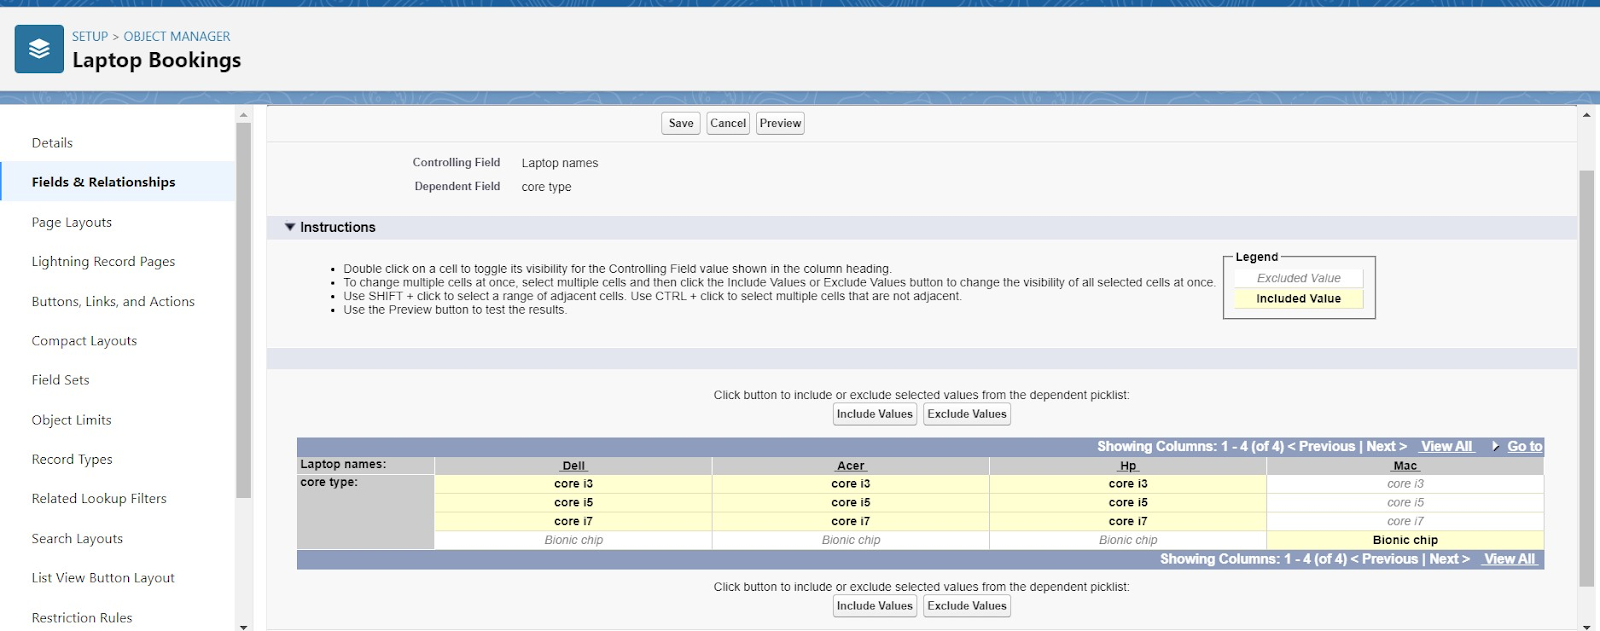 SETUP > OBJECT MANAGER
Laptop Bookings
Details
Fields & Relationships
Page Layouts
Lightning Record Pages
Buttons, Links, and Actions
Compact Layouts
Field Sets
Object Limits
Record Types
Related Lookup Filters
Search Layouts
List View Button Layout
Restriction Rules
Save Cancel Preview
Controlling Field Laptop names
Dependent Field core type
Instructions
• Double click on a cell to toggle its visibility for the Controlling Field value shown in the column heading.
• To change multiple cells at once, select multiple cells and then click the Include Values or Exclude Values button to change the visibility of all selected cells at once.
• Use SHIFT + click to select a range of adjacent cells. Use CTRL + click to select multiple cells that are not adjacent.
• Use the Preview button to test the results.
Legend
Excluded Value
Included Value
Click button to include or exclude selected values from the dependent picklist:
Include Values Exclude Values
Showing Columns: 1 - 4 (of 4) < Previous | Next > View All Go to
Laptop names: Dell Acer Hp Mac
core type: core i3 core i3 core i3 core i3
core i5 core i5 core i5 core i5
core i7 core i7 core i7 core i7
Bionic chip Bionic chip Bionic chip Bionic chip
Showing Columns: 1 - 4 (of 4) < Previous | Next > View All
Click button to include or exclude selected values from the dependent picklist:
Include Values Exclude Values